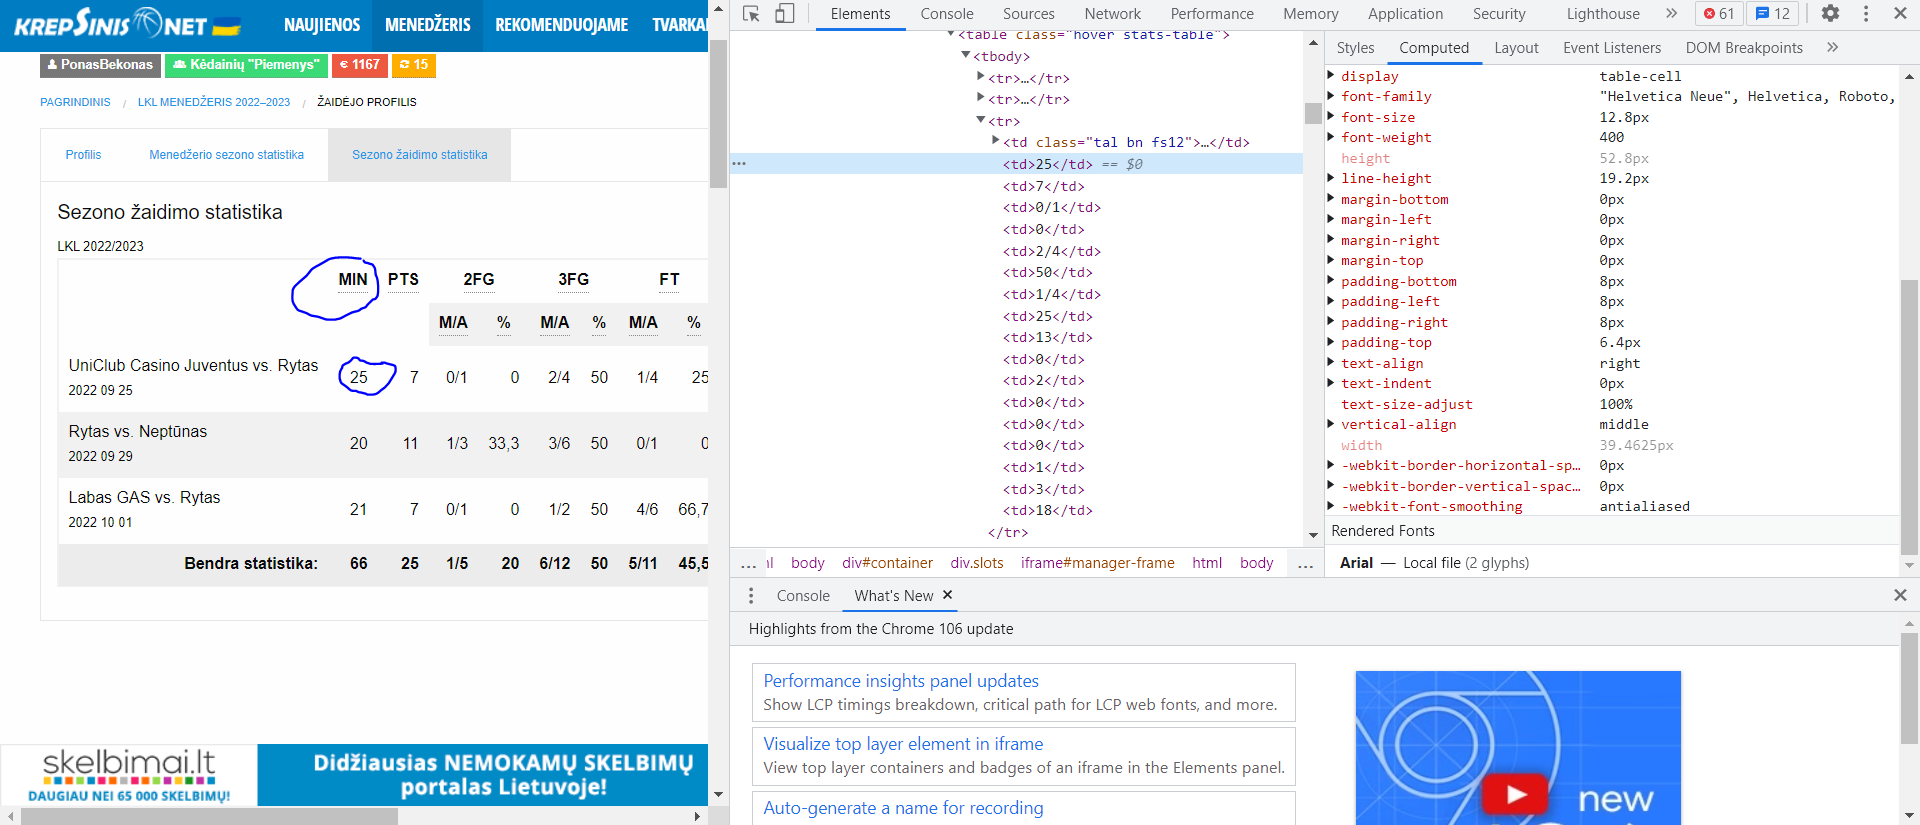 KREPSINIS NET
NAUJIENOS MENEDŽERIS REKOMENDUOJAME TVARKA
PonasBekonas Kėdainių "Piemenys" 1167 15
PAGRINDINIS / LKL MENEDŽERIS 2022–2023 / ŽAIDĖJO PROFILIS
Profilis Menedžerio sezono statistika Sezono žaidimo statistika
Sezono žaidimo statistika
LKL 2022/2023
MIN PTS 2FG 3FG FT
M/A % M/A % M/A %
UniClub Casino Juventus vs. Rytas 25 7 0/1 0 2/4 50 1/4 25
2022 09 25
Rytas vs. Neptūnas 20 11 1/3 33,3 3/6 50 0/1 0
2022 09 29
Labas GAS vs. Rytas 21 7 0/1 0 1/2 50 4/6 66,7
2022 10 01
Bendra statistika: 66 25 1/5 20 6/12 50 5/11 45,5
skelbimai.lt
DAUGIAU NEI 65 000 SKELBIMŲ!
Didžiausias NEMOKAMŲ SKELBIMŲ
portalas Lietuvoje!
Elements Console Sources Network Performance Memory Application Security Lighthouse » 61 12
<table class="hover stats-table">
<tbody>
<tr>…</tr>
<tr>…</tr>
<tr>
<td class="tal bn fs12">…</td>
… <td>25</td> == $0
<td>7</td>
<td>0/1</td>
<td>0</td>
<td>2/4</td>
<td>50</td>
<td>1/4</td>
<td>25</td>
<td>13</td>
<td>0</td>
<td>2</td>
<td>0</td>
<td>0</td>
<td>0</td>
<td>1</td>
<td>3</td>
<td>18</td>
</tr>
… body div#container div.slots iframe#manager-frame html body …
Styles Computed Layout Event Listeners DOM Breakpoints »
display table-cell
font-family "Helvetica Neue", Helvetica, Roboto,
font-size 12.8px
font-weight 400
height 52.8px
line-height 19.2px
margin-bottom 0px
margin-left 0px
margin-right 0px
margin-top 0px
padding-bottom 8px
padding-left 8px
padding-right 8px
padding-top 6.4px
text-align right
text-indent 0px
text-size-adjust 100%
vertical-align middle
width 39.4625px
-webkit-border-horizontal-sp… 0px
-webkit-border-vertical-spac… 0px
-webkit-font-smoothing antialiased
Rendered Fonts
Arial — Local file (2 glyphs)
Console What's New
Highlights from the Chrome 106 update
Performance insights panel updates
Show LCP timings breakdown, critical path for LCP web fonts, and more.
Visualize top layer element in iframe
View top layer containers and badges of an iframe in the Elements panel.
Auto-generate a name for recording
new